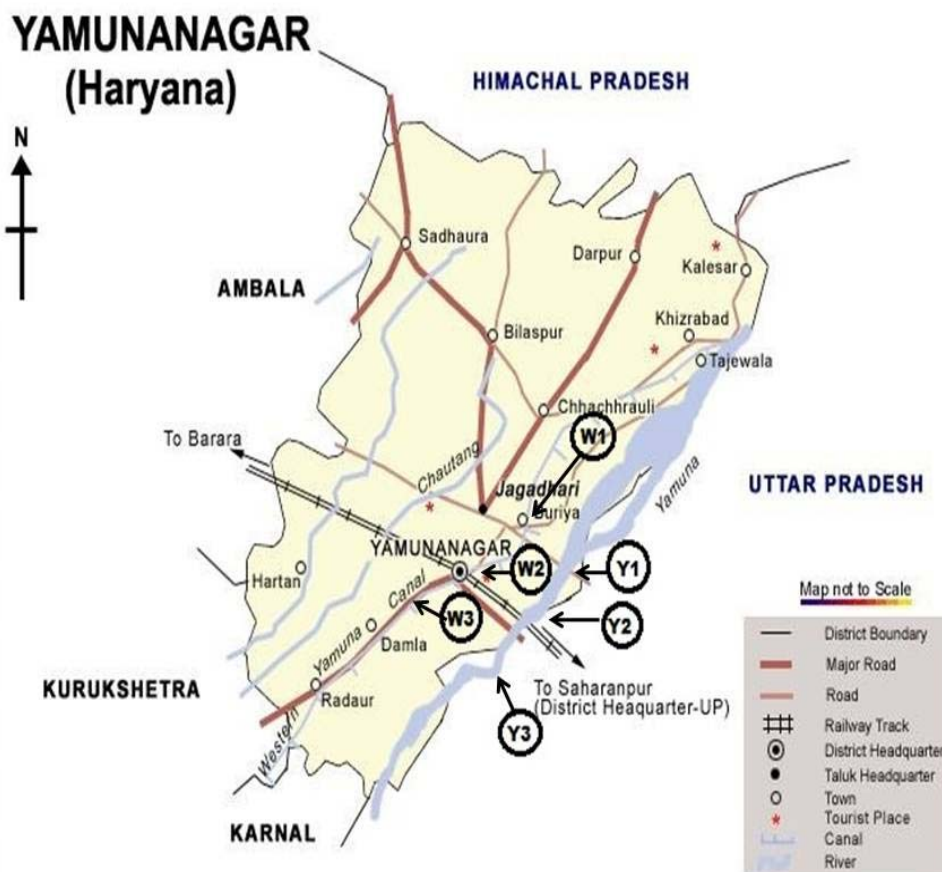 YAMUNANAGAR
(Haryana)
HIMACHAL PRADESH
N
Sadhaura
Darpur
Kalesar
AMBALA
Khizrabad
Bilaspur
Tajewala
Chhachhrauli
To Barara
W1
Chautang
Yamuna
Jagadhari
UTTAR PRADESH
Buriya
YAMUNANAGAR
W2
Y1
Hartan
Canal
Map not to Scale
W3
Y2
Yamuna
Damla
District Boundary
Major Road
KURUKSHETRA
To Saharanpur
(District Heaquarter-UP)
Radaur
Road
Western
Y3
Railway Track
District Headquarter
Taluk Headquarter
Town
Tourist Place
KARNAL
Canal
River